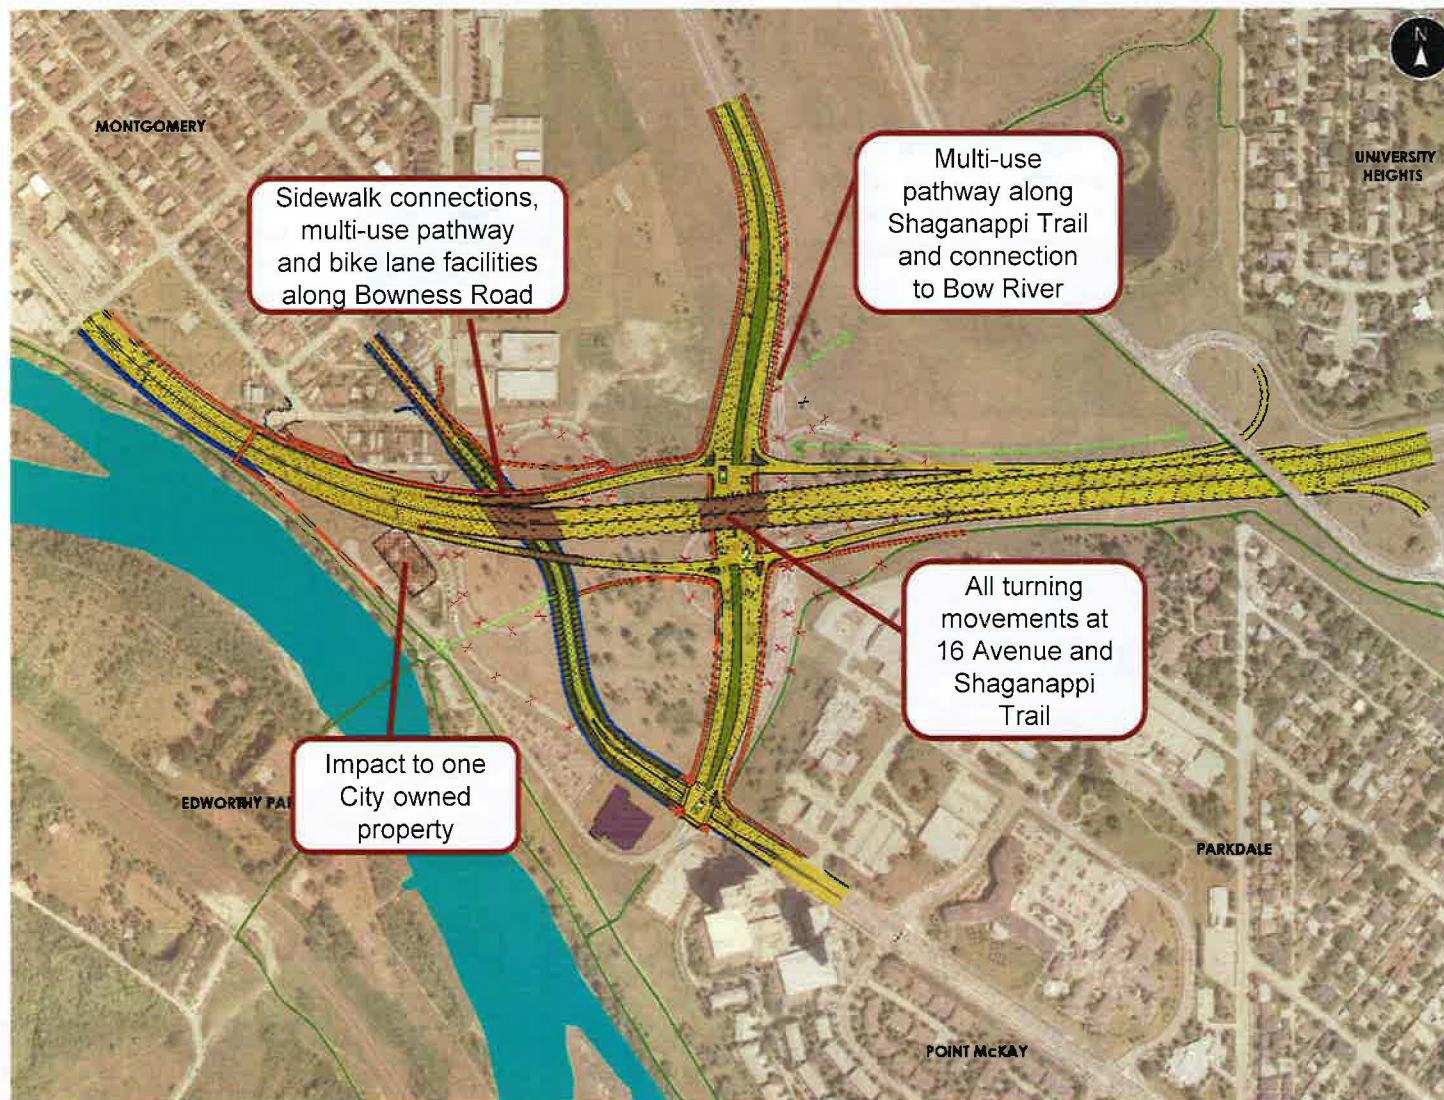 N
MONTGOMERY
UNIVERSITY
HEIGHTS
Multi-use
pathway along
Shaganappi Trail
and connection
to Bow River
Sidewalk connections,
multi-use pathway
and bike lane facilities
along Bowness Road
All turning
movements at
16 Avenue and
Shaganappi
Trail
Impact to one
City owned
property
EDWORTHY PA
PARKDALE
POINT McKAY